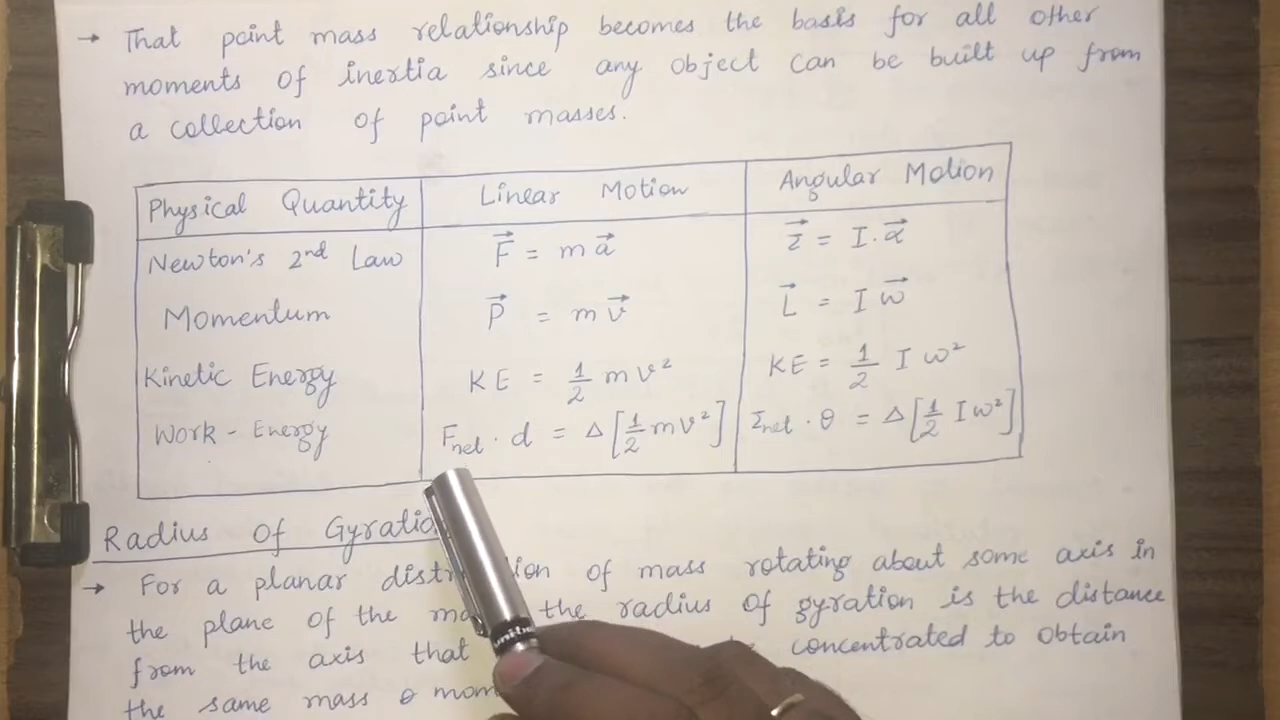 → That point mass relationship becomes the basis for all other
moments of inertia since any object can be built up from
a collection of point masses.
Physical Quantity Linear Motion Angular Motion
Newton's 2nd Law F⃗ = m a⃗ τ⃗ = I.α⃗
Momentum P⃗ = m v⃗ L⃗ = I ω⃗
Kinetic Energy KE = 1/2 m v² KE = 1/2 I ω²
Work - Energy Fnet . d = Δ[1/2 m v²] τnet . θ = Δ[1/2 I ω²]
Radius Of Gyration
→ For a planar of mass rotating about some axis in
the plane of the the radius of gyration is the distance
from the axis that concentrated to obtain
the same mass &